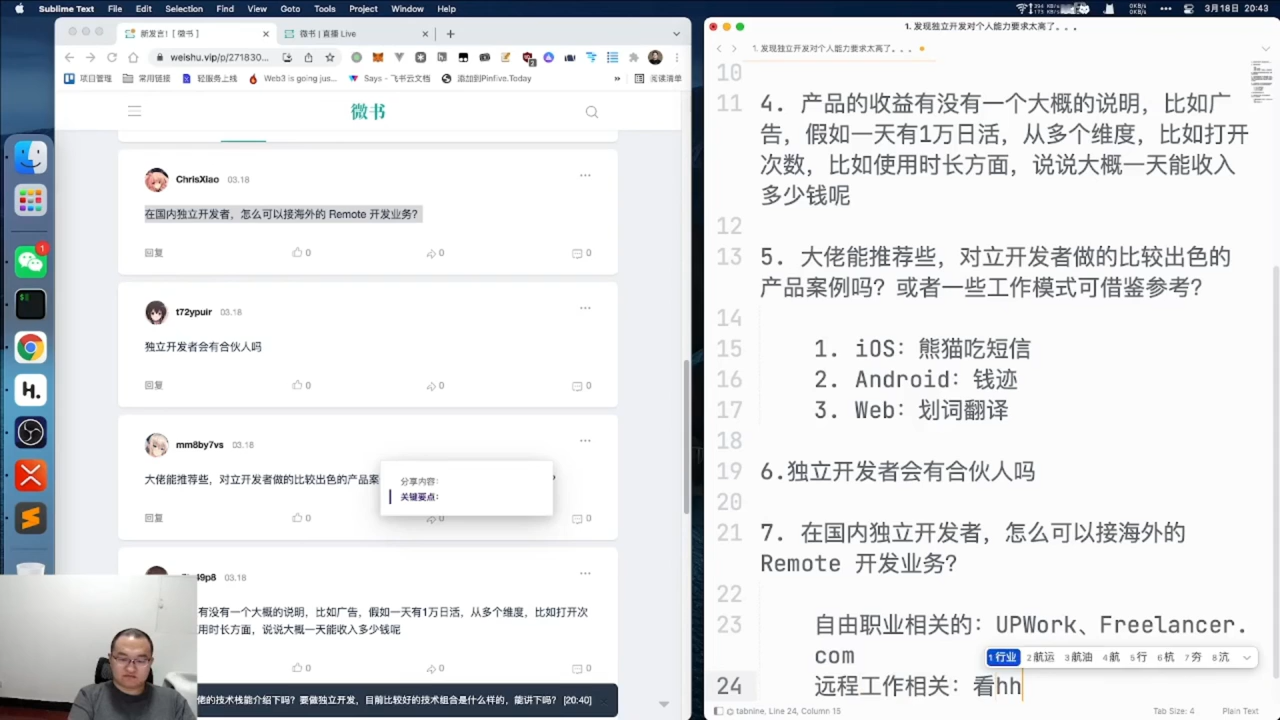 Sublime Text File Edit Selection Find View Goto Tools Project Window Help
3月18日 20:43
新发言! [ 微书 ]
微书 | 构建 Live
weishu.vip/p/271830...
项目管理 常用链接 轻服务上线 Web3 is going jus... Says - 飞书云文档 添加到Pinfive.Today » 阅读清单
微书
ChrisXiao 03.18
在国内独立开发者，怎么可以接海外的 Remote 开发业务?
回复 0 0 0
t72ypuir 03.18
独立开发者会有合伙人吗
回复 0 0 0
mm8by7vs 03.18
大佬能推荐些，对立开发者做的比较出色的产品案
回复 0 0
分享内容:
关键要点:
49p8 03.18
有没有一个大概的说明，比如广告，假如一天有1万日活，从多个维度，比如打开次
用时长方面，说说大概一天能收入多少钱呢
0 0 0
立开发，目前比较好的技术组合是什么样的，能讲下吗？ [20:40]
1. 发现独立开发对个人能力要求太高了。。。
1. 发现独立开发对个人能力要求太高了。。。
10
11 4. 产品的收益有没有一个大概的说明，比如广
告，假如一天有1万日活，从多个维度，比如打开
次数，比如使用时长方面，说说大概一天能收入
多少钱呢
12
13 5. 大佬能推荐些，对立开发者做的比较出色的
产品案例吗？或者一些工作模式可借鉴参考？
14
15 1. iOS：熊猫吃短信
16 2. Android：钱迹
17 3. Web：划词翻译
18
19 6.独立开发者会有合伙人吗
20
21 7. 在国内独立开发者，怎么可以接海外的
Remote 开发业务？
22
23 自由职业相关的：UPWork、Freelancer.
com
1 行业 2 航运 3 航油 4 航 5 行 6 杭 7 夯 8 沆
24 远程工作相关：看hh
tabnine, Line 24, Column 15 Tab Size: 4 Plain Text